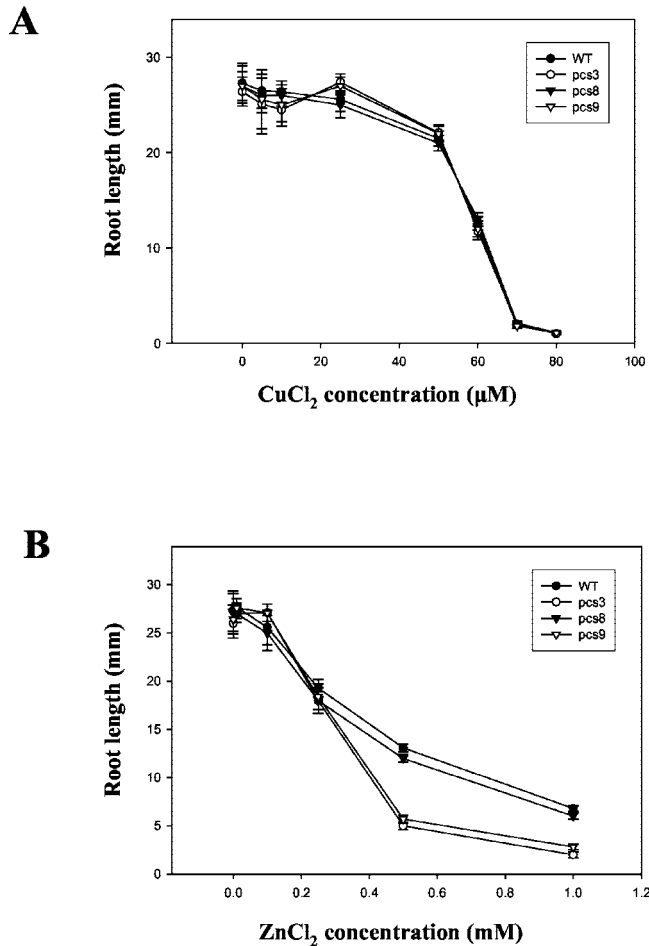 A
Root length (mm)
30
20
10
0
WT
pcs3
pcs8
pcs9
0 20 40 60 80 100
CuCl₂ concentration (µM)
B
Root length (mm)
30
25
20
15
10
5
0
WT
pcs3
pcs8
pcs9
0.0 0.2 0.4 0.6 0.8 1.0 1.2
ZnCl₂ concentration (mM)